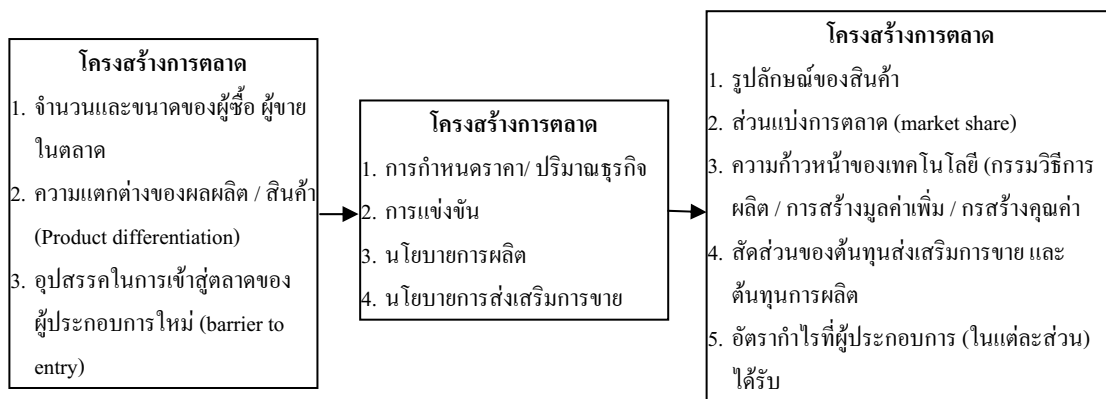 โครงสร้างการตลาด
1. จำนวนและขนาดของผู้ซื้อ ผู้ขาย
ในตลาด
2. ความแตกต่างของผลผลิต / สินค้า
(Product differentiation)
3. อุปสรรคในการเข้าสู่ตลาดของ
ผู้ประกอบการใหม่ (barrier to
entry)
โครงสร้างการตลาด
1. การกำหนดราคา/ ปริมาณธุรกิจ
2. การแข่งขัน
3. นโยบายการผลิต
4. นโยบายการส่งเสริมการขาย
โครงสร้างการตลาด
1. รูปลักษณ์ของสินค้า
2. ส่วนแบ่งการตลาด (market share)
3. ความก้าวหน้าของเทคโนโลยี (กรรมวิธีการ
ผลิต / การสร้างมูลค่าเพิ่ม / กรสร้างคุณค่า
4. สัดส่วนของต้นทุนส่งเสริมการขาย และ
ต้นทุนการผลิต
5. อัตรากำไรที่ผู้ประกอบการ (ในแต่ละส่วน)
ได้รับ